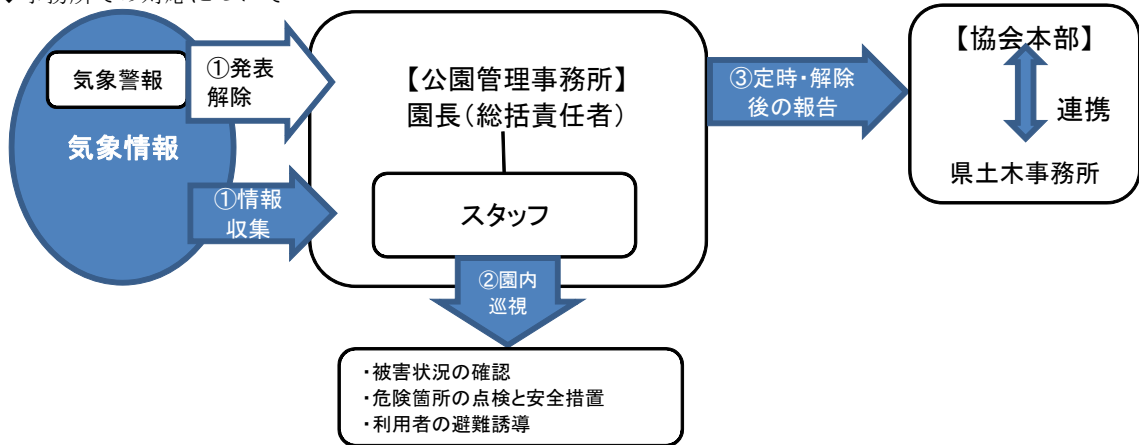 気象警報
気象情報
①発表
解除
①情報
収集
【公園管理事務所】
園長(総括責任者)
スタッフ
②園内
巡視
・被害状況の確認
・危険箇所の点検と安全措置
・利用者の避難誘導
③定時・解除
後の報告
【協会本部】
連携
県土木事務所